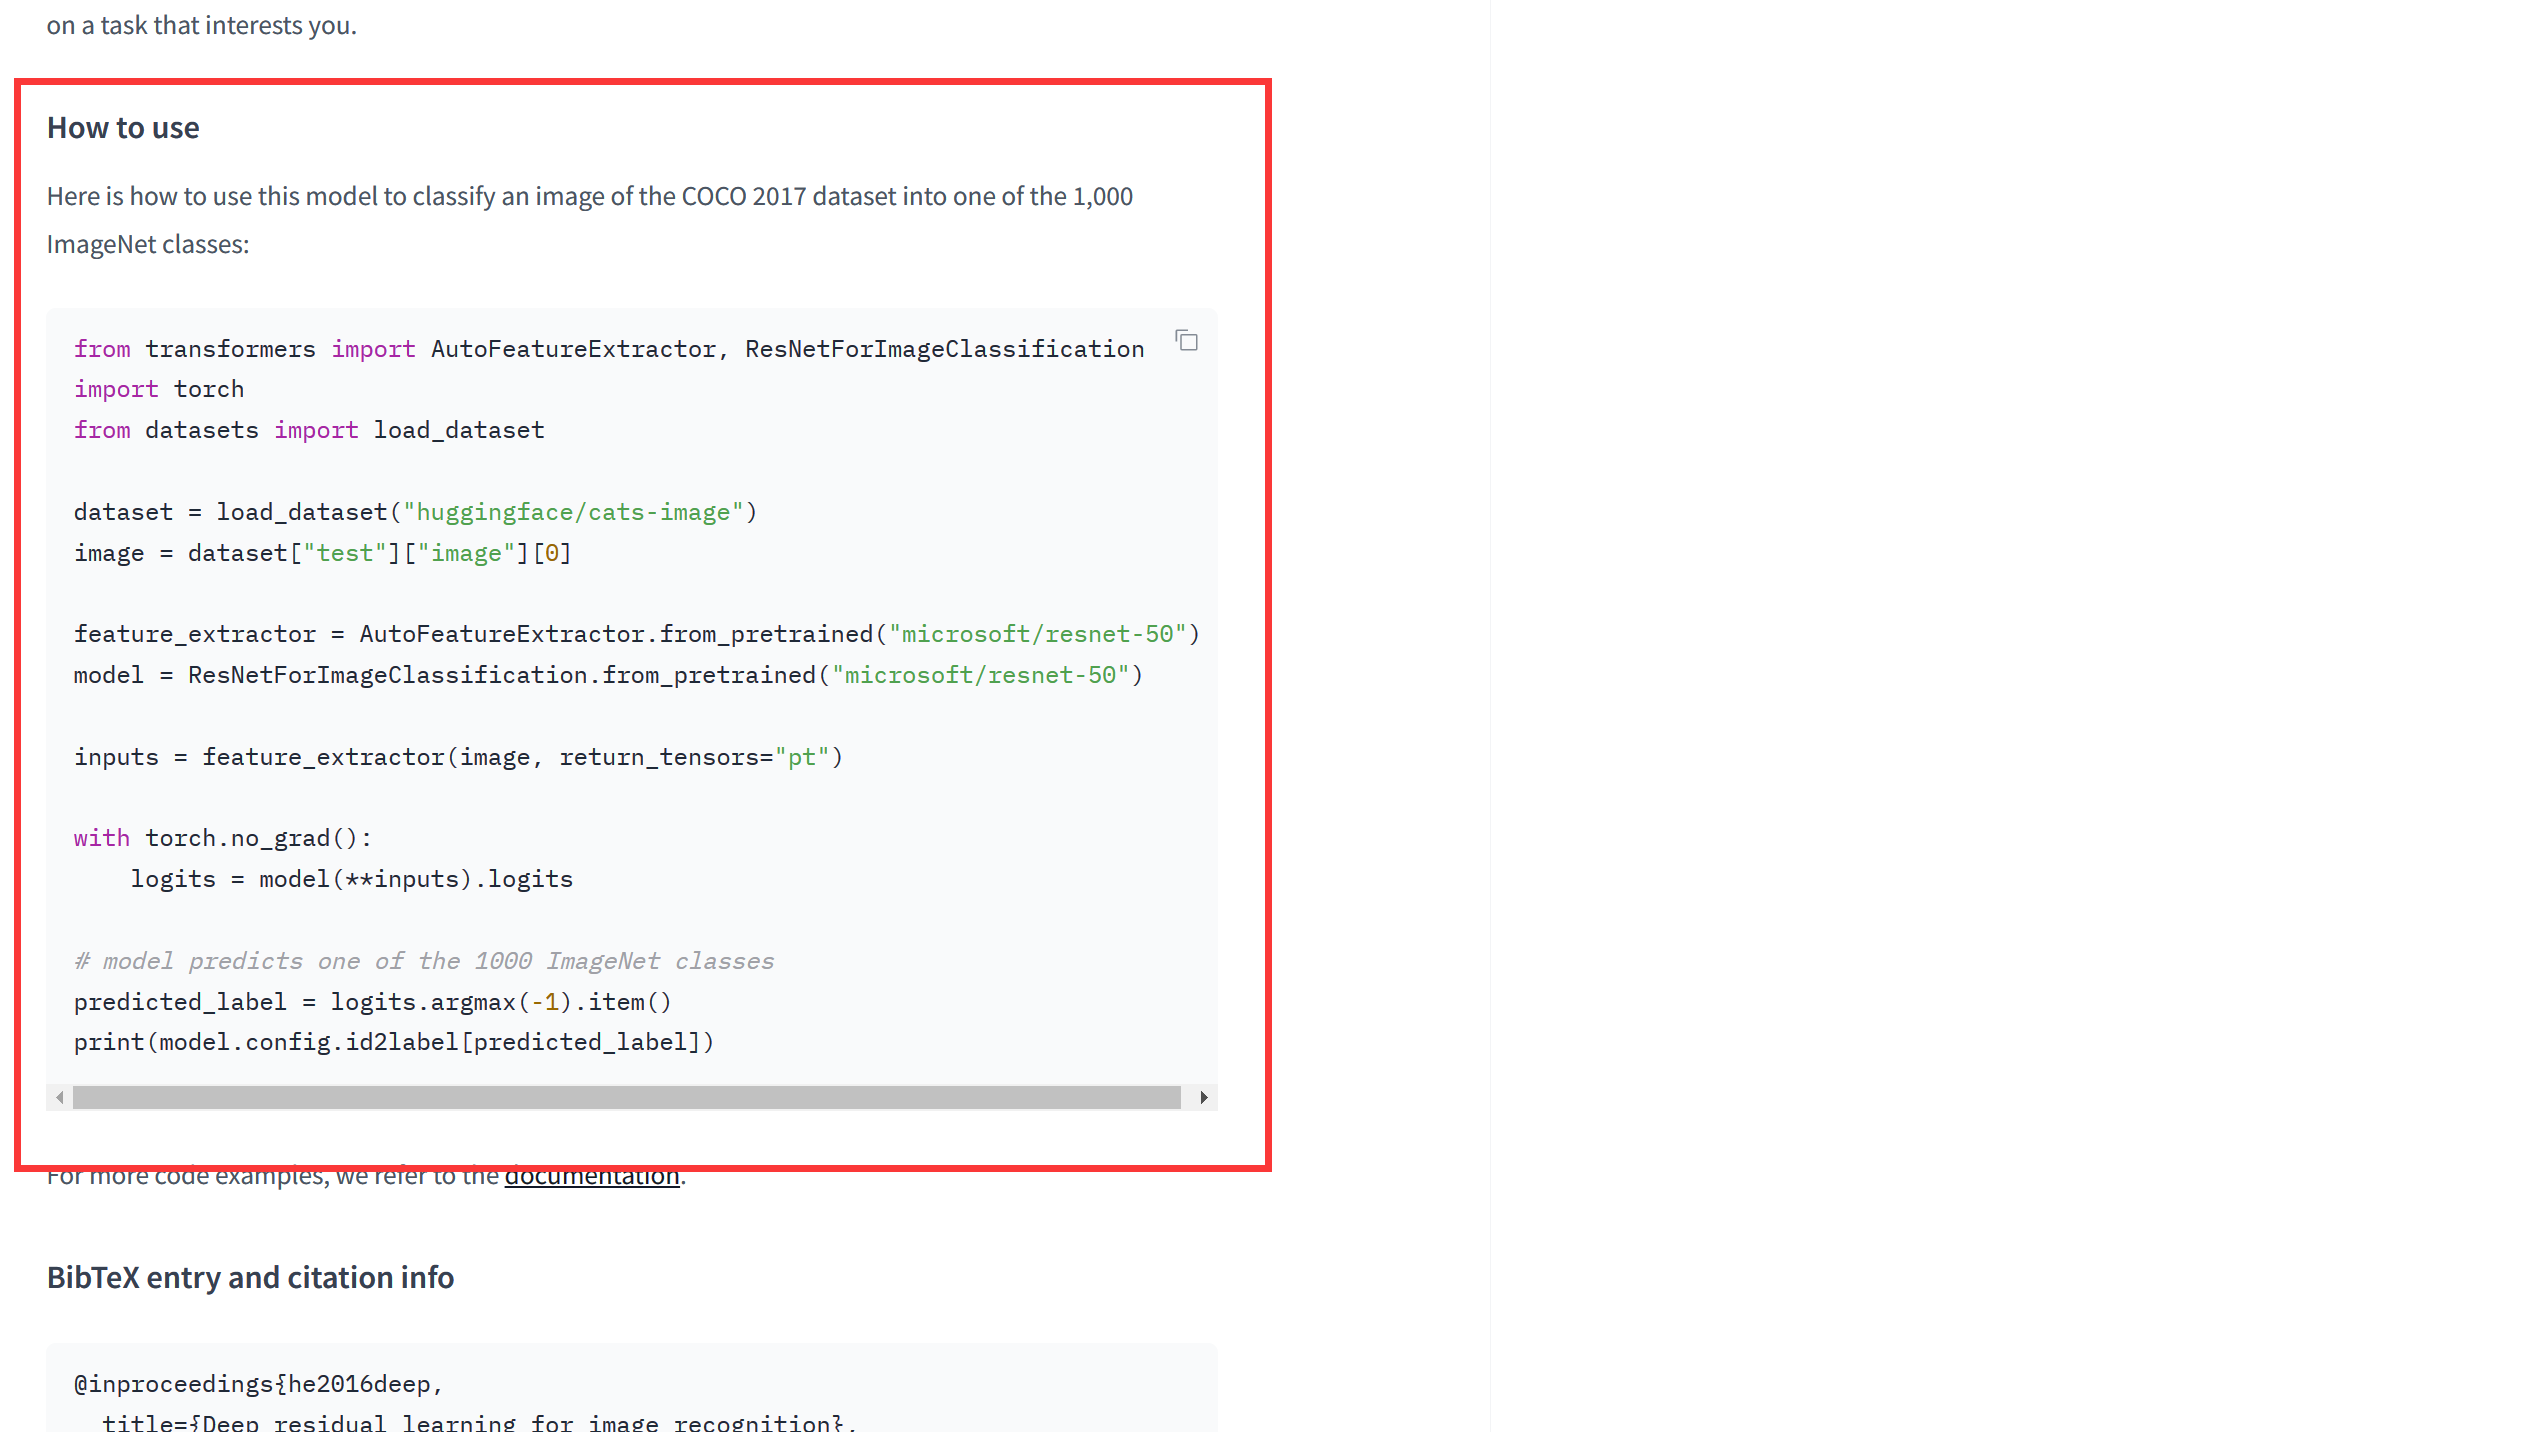 on a task that interests you.
How to use
Here is how to use this model to classify an image of the COCO 2017 dataset into one of the 1,000
ImageNet classes:
from transformers import AutoFeatureExtractor, ResNetForImageClassification
import torch
from datasets import load_dataset
dataset = load_dataset("huggingface/cats-image")
image = dataset["test"]["image"][0]
feature_extractor = AutoFeatureExtractor.from_pretrained("microsoft/resnet-50")
model = ResNetForImageClassification.from_pretrained("microsoft/resnet-50")
inputs = feature_extractor(image, return_tensors="pt")
with torch.no_grad():
    logits = model(**inputs).logits
# model predicts one of the 1000 ImageNet classes
predicted_label = logits.argmax(-1).item()
print(model.config.id2label[predicted_label])
For more code examples, we refer to the documentation.
BibTeX entry and citation info
@inproceedings{he2016deep,
  title={Deep residual learning for image recognition},